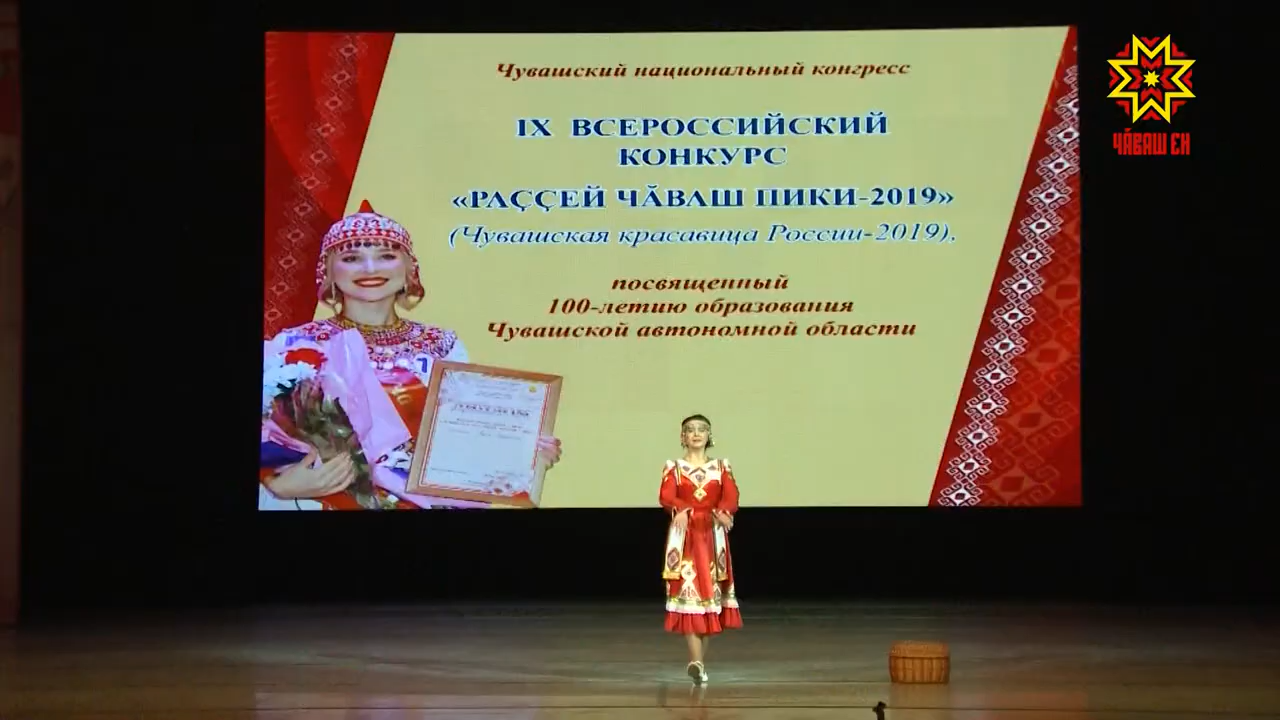 Чувашский национальный конгресс
IX ВСЕРОССИЙСКИЙ
КОНКУРС
«РАҪҪЕЙ ЧӐВАШ ПИКИ-2019»
(Чувашская красавица России-2019),
посвященный
100-летию образования
Чувашской автономной области
ЧӐВАШ ЕН